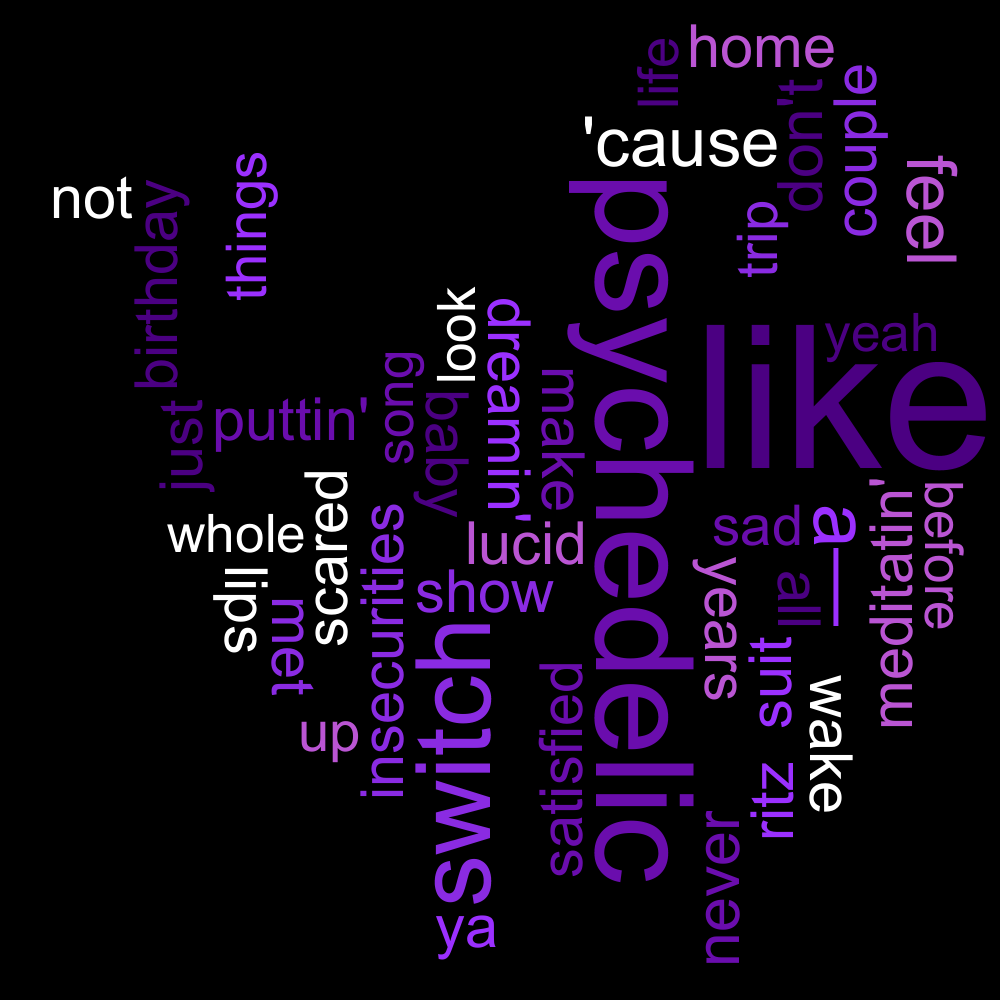 home
life
'cause
don't
couple
not
birthday
things
feel
trip
psychedelic
look
dreamin'
yeah
like
song
baby
make
just
puttin'
scared
whole
lucid
sad
a___
meditatin'
before
slip
met
insecurities
show
years
all
suit
switch
satisfied
wake
up
ritz
never
ya